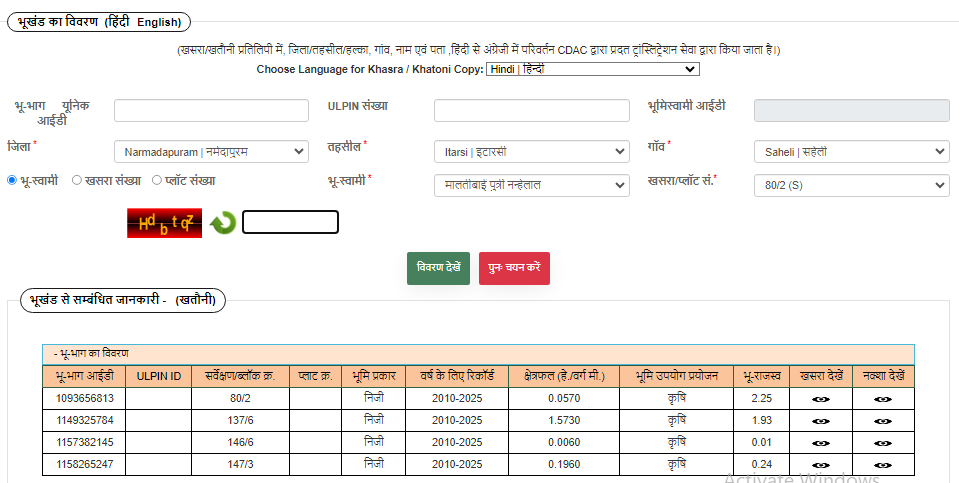 भूखंड का विवरण (हिंदी English)
(खसरा/खतौनी प्रतिलिपी में, जिला/तहसील/हल्का, गांव, नाम एवं पता ,हिंदी से अंग्रेजी में परिवर्तन CDAC द्वारा प्रदत ट्रांस्लिट्रेशन सेवा द्वारा किया जाता है।)
Choose Language for Khasra / Khatoni Copy: Hindi | हिन्दी
भू-भाग यूनिक आईडी
ULPIN संख्या
भूमिस्वामी आईडी
जिला * Narmadapuram | नर्मदापुरम
तहसील * Itarsi | इटारसी
गाँव * Saheli | सहेली
भू-स्वामी खसरा संख्या प्लॉट संख्या
भू-स्वामी * मालतीबाई पुत्री नन्हेलाल
खसरा/प्लॉट सं.* 80/2 (S)
Hd b t qz
विवरण देखें पुनः चयन करें
भूखंड से सम्बंधित जानकारी - (खतौनी)
- भू-भाग का विवरण
भू-भाग आईडी ULPIN ID सर्वेक्षण/ब्लॉक क्र. प्लाट क्र. भूमि प्रकार वर्ष के लिए रिकॉर्ड क्षेत्रफल (हे./वर्ग मी.) भूमि उपयोग प्रयोजन भू-राजस्व खसरा देखें नक्शा देखें
1093656813 80/2 निजी 2010-2025 0.0570 कृषि 2.25
1149325784 137/6 निजी 2010-2025 1.5730 कृषि 1.93
1157382145 146/6 निजी 2010-2025 0.0060 कृषि 0.01
1158265247 147/3 निजी 2010-2025 0.1960 कृषि 0.24
Activate Windows